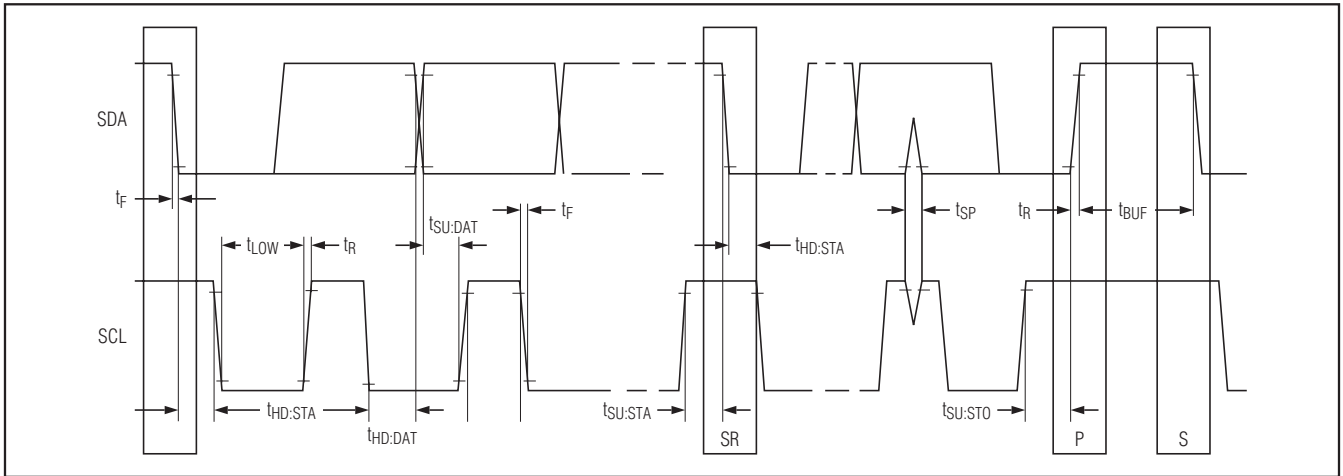 SDA
tF
tSU:DAT
tF
tSP
tR
tBUF
tLOW
tR
tHD:STA
SCL
tHD:STA
tHD:DAT
tSU:STA
tSU:STO
SR
P
S